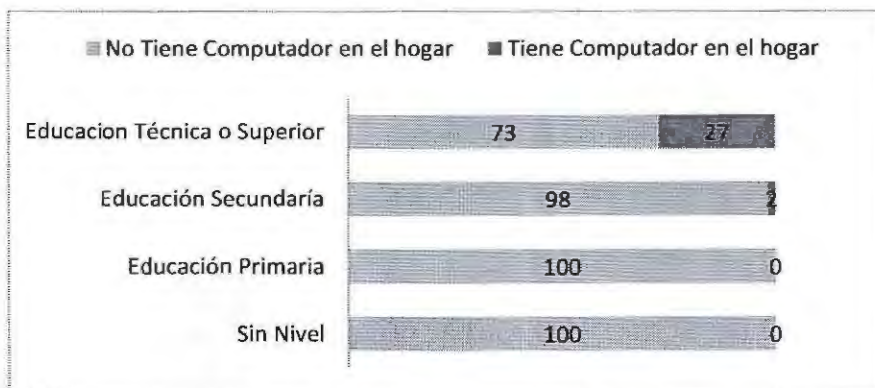 No Tiene Computador en el hogar Tiene Computador en el hogar
Educacion Técnica o Superior 73 27
Educación Secundaría 98 2
Educación Primaria 100 0
Sin Nivel 100 0